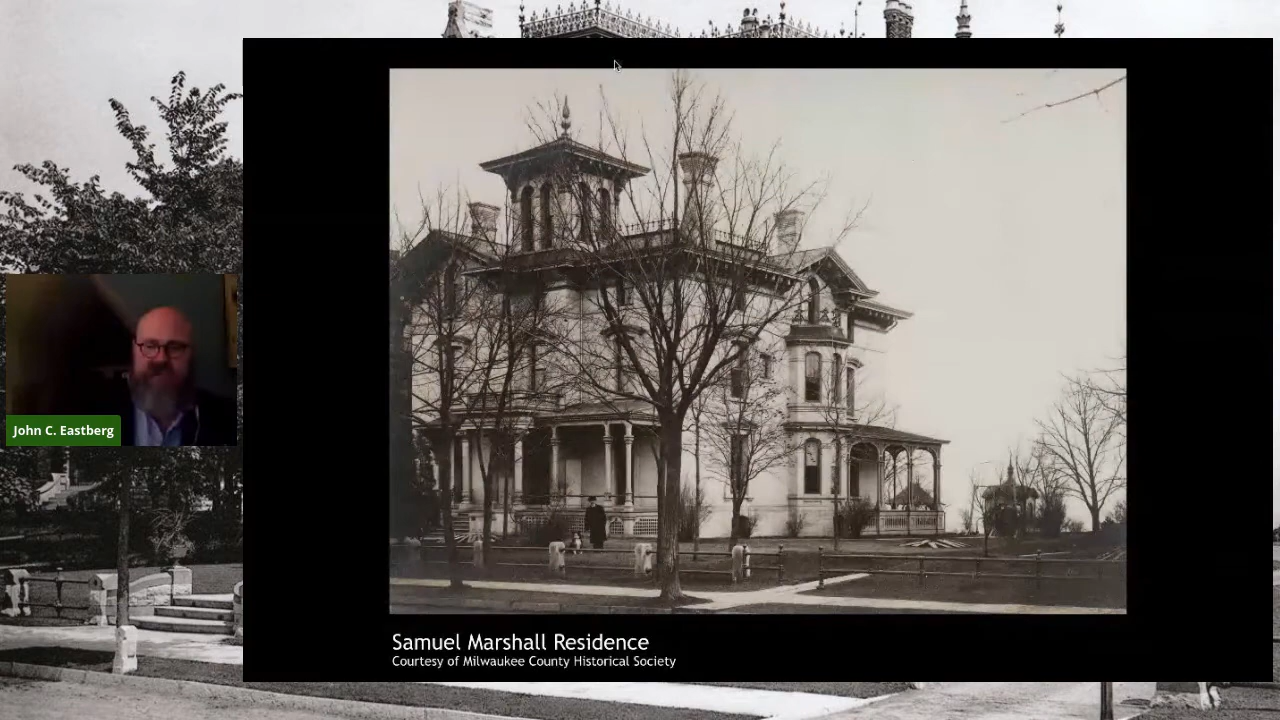 John C. Eastberg
Samuel Marshall Residence
Courtesy of Milwaukee County Historical Society